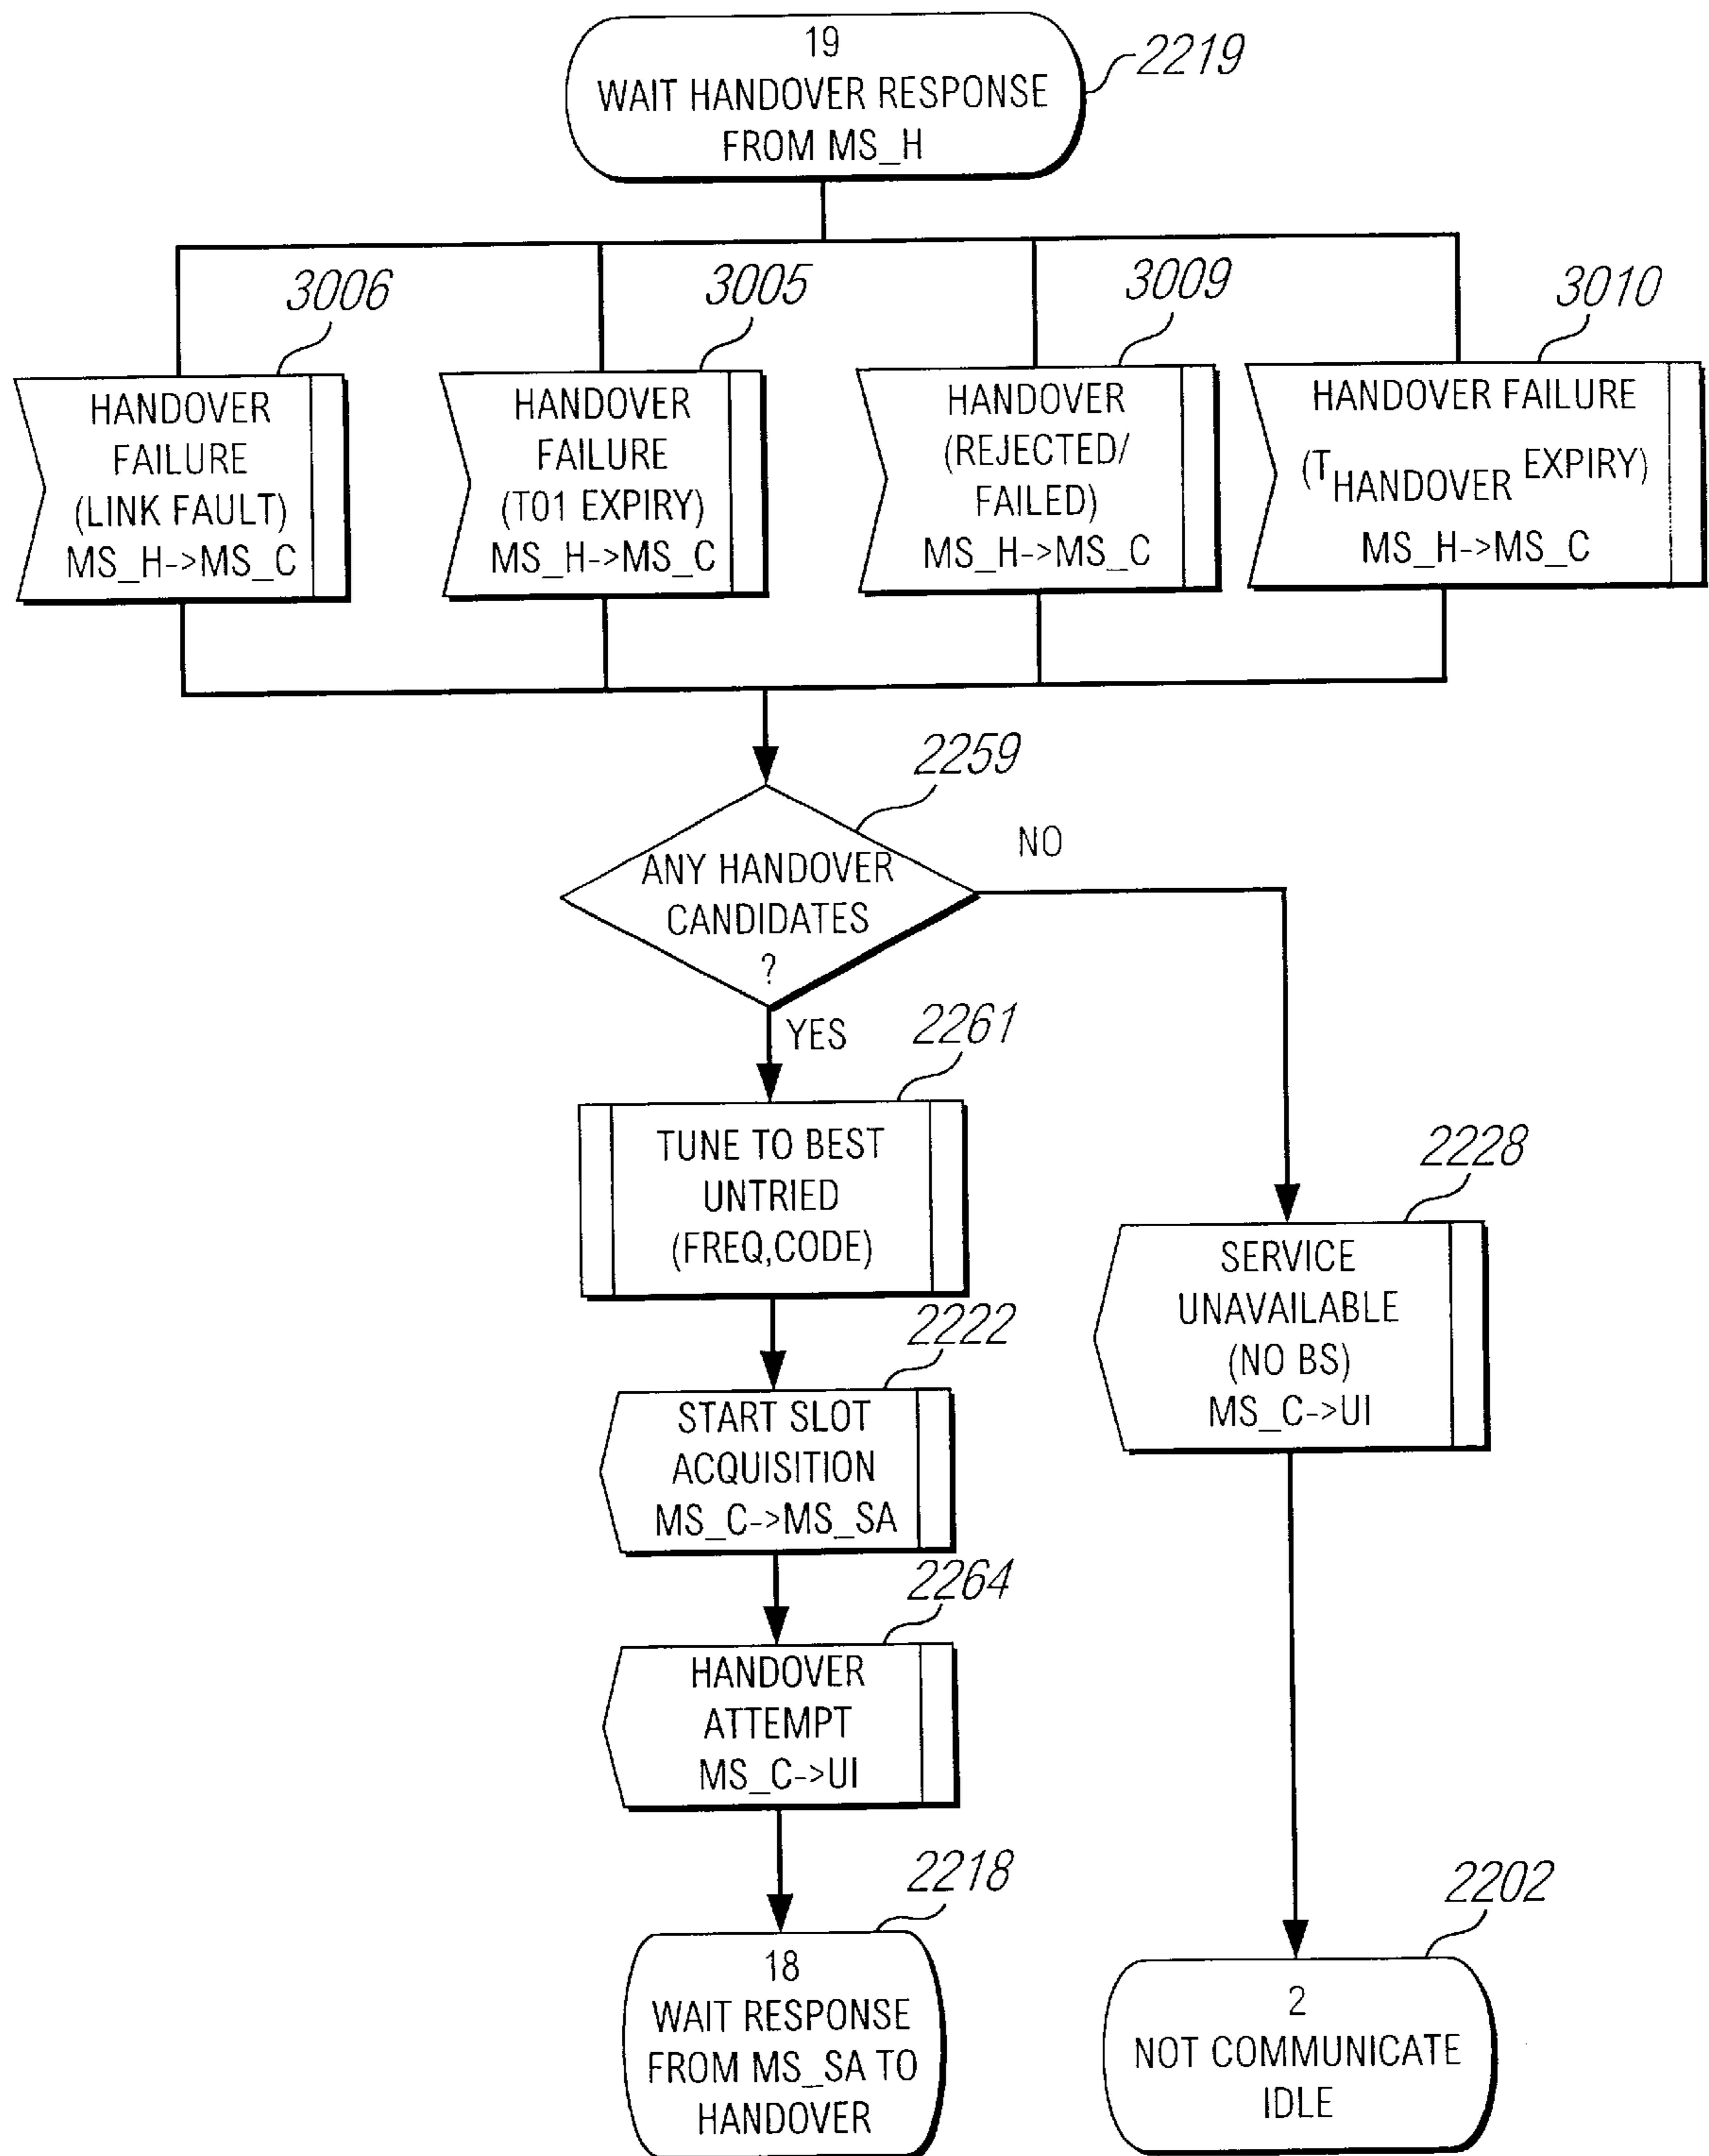 19
WAIT HANDOVER RESPONSE
FROM MS_H
2219
3006
HANDOVER
FAILURE
(LINK FAULT)
MS_H->MS_C
3005
HANDOVER
FAILURE
(T01 EXPIRY)
MS_H->MS_C
3009
HANDOVER
(REJECTED/
FAILED)
MS_H->MS_C
3010
HANDOVER FAILURE
(THANDOVER EXPIRY)
MS_H->MS_C
2259
ANY HANDOVER
CANDIDATES
?
NO
YES
2261
TUNE TO BEST
UNTRIED
(FREQ,CODE)
2228
SERVICE
UNAVAILABLE
(NO BS)
MS_C->UI
2222
START SLOT
ACQUISITION
MS_C->MS_SA
2264
HANDOVER
ATTEMPT
MS_C->UI
2218
18
WAIT RESPONSE
FROM MS_SA TO
HANDOVER
2202
2
NOT COMMUNICATE
IDLE